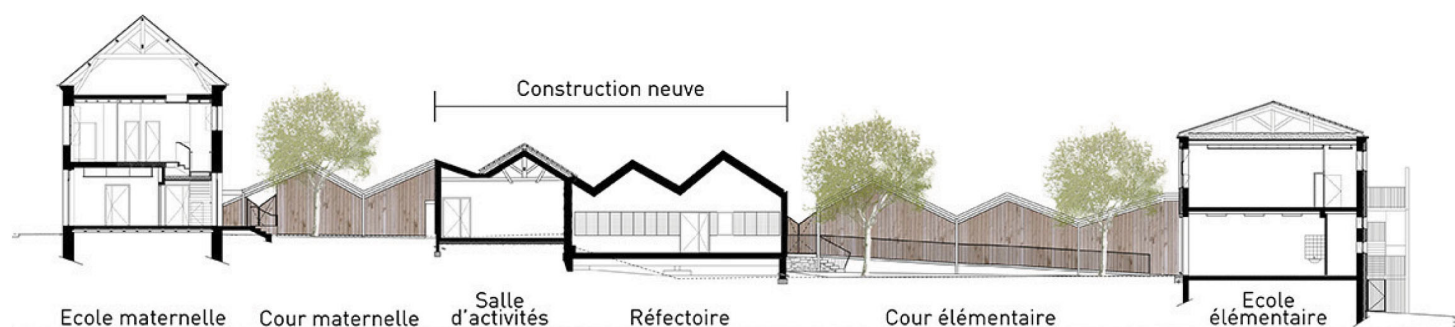 Construction neuve
Ecole maternelle
Cour maternelle
Salle
d'activités
Réfectoire
Cour élémentaire
Ecole
élémentaire